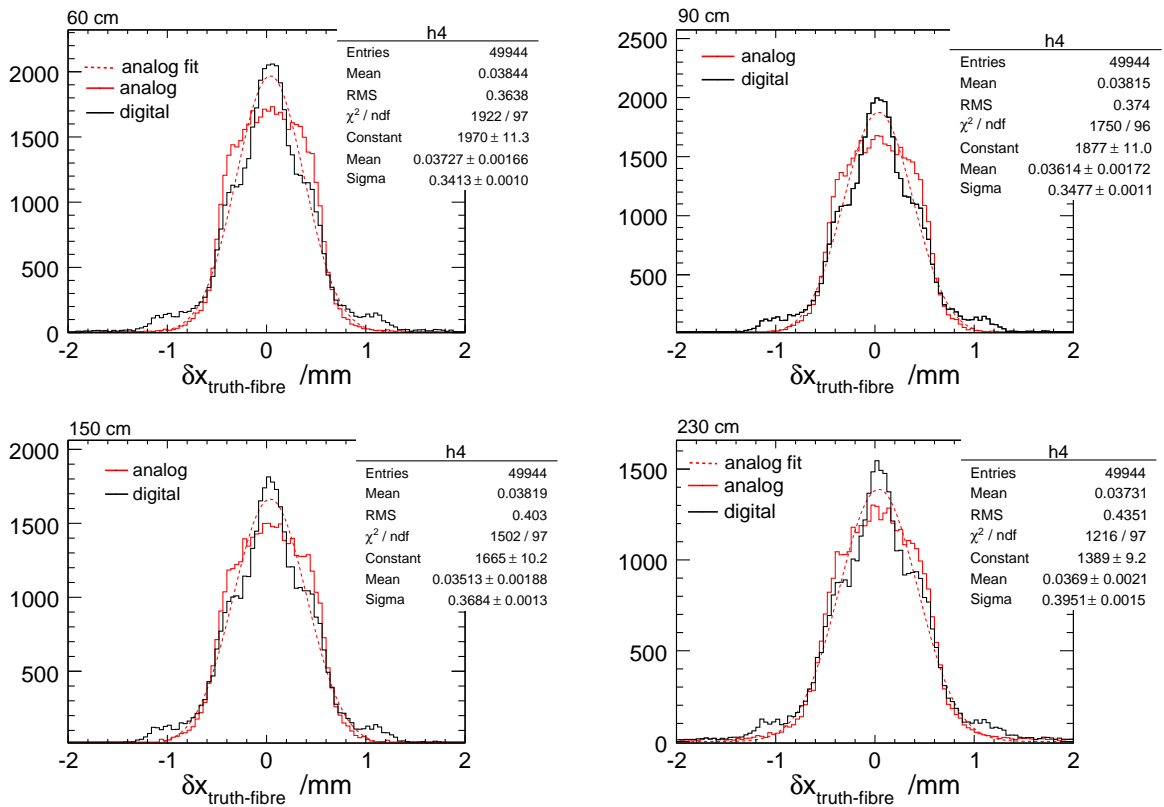 60 cm
h4
Entries 49944
Mean 0.03844
RMS 0.3638
χ² / ndf 1922 / 97
Constant 1970 ± 11.3
Mean 0.03727 ± 0.00166
Sigma 0.3413 ± 0.0010
analog fit
analog
digital
2000
1500
1000
500
0
-2 -1 0 1 2
δx truth-fibre /mm
90 cm
h4
Entries 49944
Mean 0.03815
RMS 0.374
χ² / ndf 1750 / 96
Constant 1877 ± 11.0
Mean 0.03614 ± 0.00172
Sigma 0.3477 ± 0.0011
analog
digital
2500
2000
1500
1000
500
0
-2 -1 0 1 2
δx truth-fibre /mm
150 cm
h4
Entries 49944
Mean 0.03819
RMS 0.403
χ² / ndf 1502 / 97
Constant 1665 ± 10.2
Mean 0.03513 ± 0.00188
Sigma 0.3684 ± 0.0013
analog
digital
2000
1500
1000
500
-2 -1 0 1 2
δx truth-fibre /mm
230 cm
h4
Entries 49944
Mean 0.03731
RMS 0.4351
χ² / ndf 1216 / 97
Constant 1389 ± 9.2
Mean 0.0369 ± 0.0021
Sigma 0.3951 ± 0.0015
analog fit
analog
digital
1500
1000
500
0
-2 -1 0 1 2
δx truth-fibre /mm